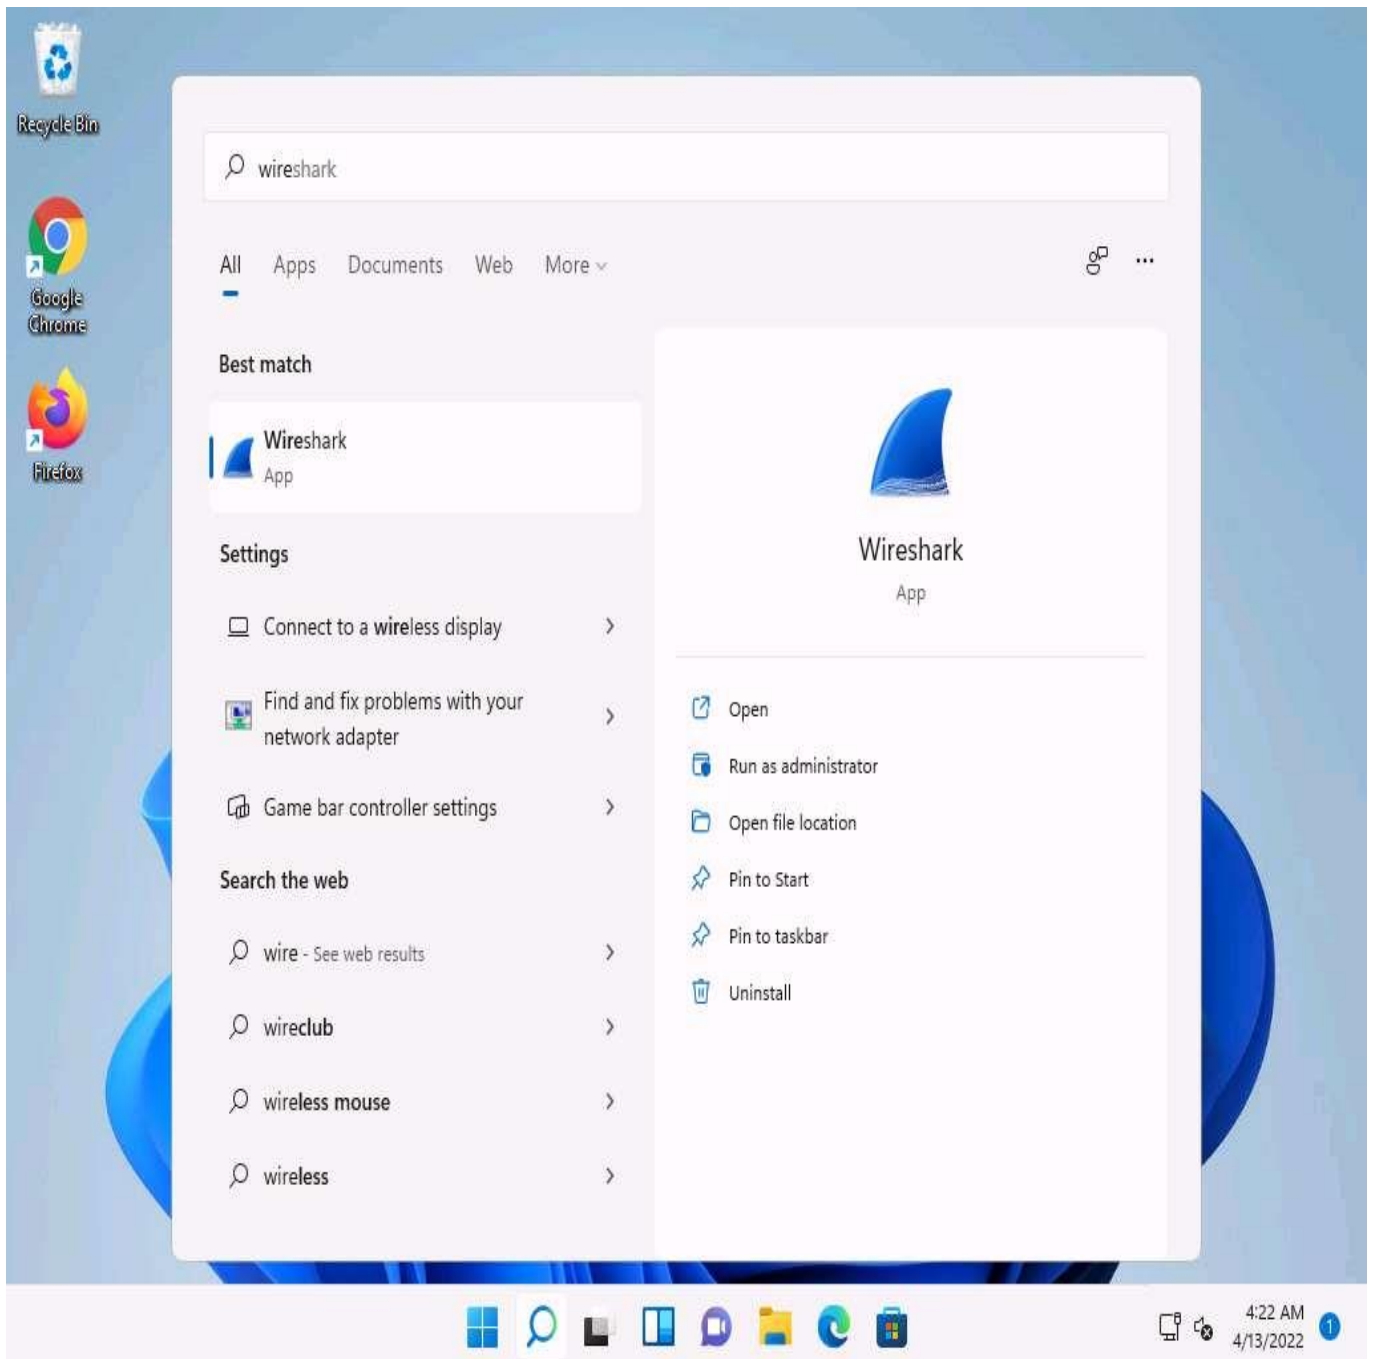 Recycle Bin
Google
Chrome
Firefox
wireshark
All Apps Documents Web More
Best match
Wireshark
App
Settings
Connect to a wireless display
Find and fix problems with your
network adapter
Game bar controller settings
Search the web
wire - See web results
wireclub
wireless mouse
wireless
Wireshark
App
Open
Run as administrator
Open file location
Pin to Start
Pin to taskbar
Uninstall
4:22 AM
4/13/2022
1